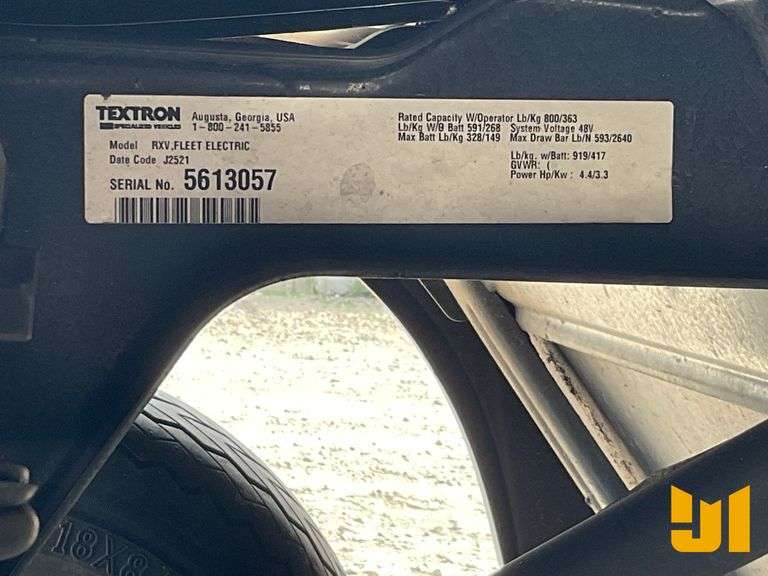 TEXTRON
SPECIALIZED VEHICLES
Augusta, Georgia, USA
1-800-241-5855
Model RXV,FLEET ELECTRIC
Date Code J2521
SERIAL No. 5613057
Rated Capacity W/Operator Lb/Kg 800/363
Lb/Kg W/B Batt 591/268 System Voltage 48V
Max Batt Lb/Kg 328/149 Max Draw Bar Lb/N 593/2640
Lb/kg. w/Batt: 919/417
GVWR: (
Power Hp/Kw : 4.4/3.3
18X8